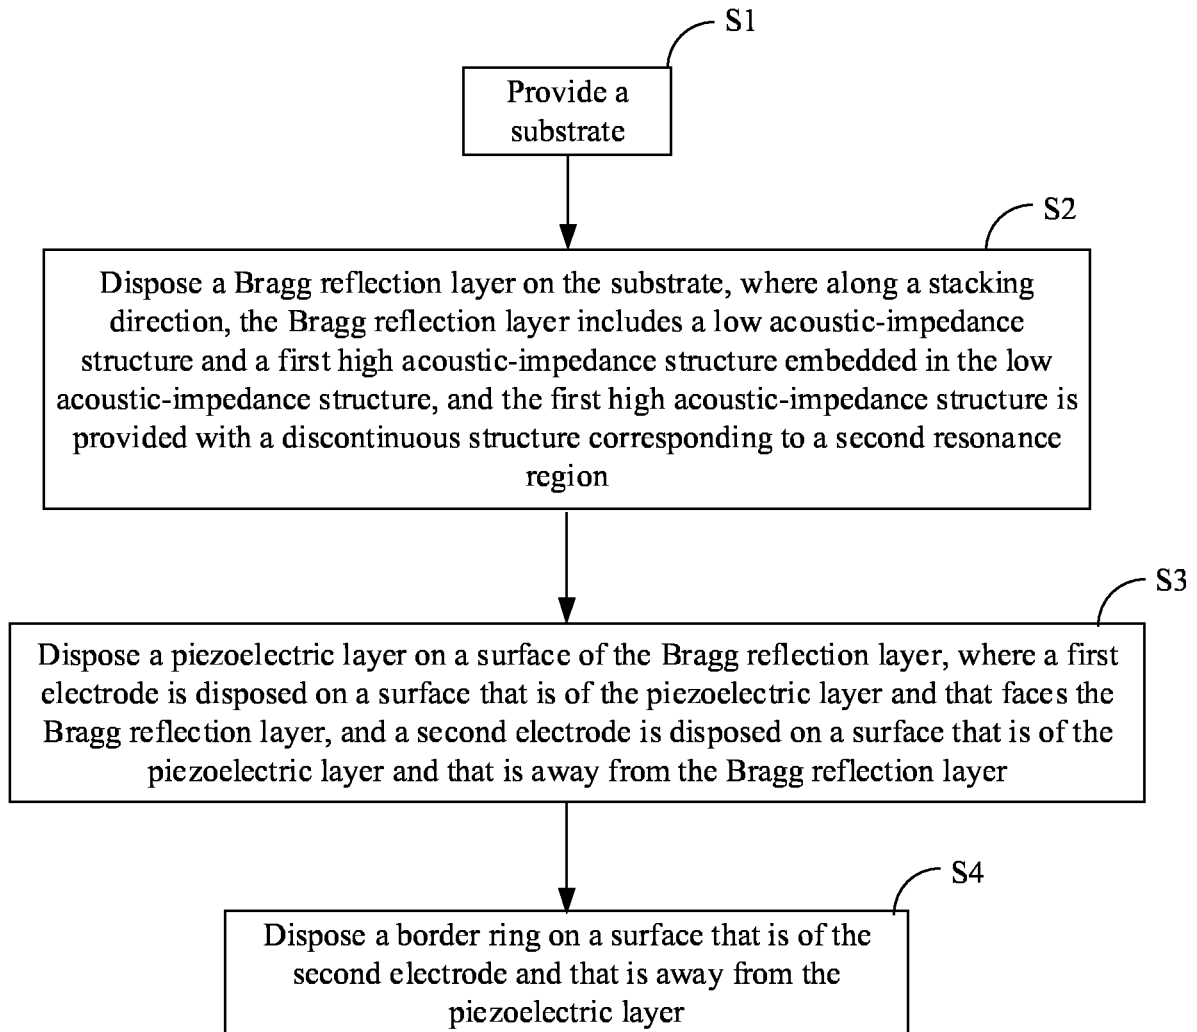 S1
Provide a
substrate
S2
Dispose a Bragg reflection layer on the substrate, where along a stacking
direction, the Bragg reflection layer includes a low acoustic-impedance
structure and a first high acoustic-impedance structure embedded in the low
acoustic-impedance structure, and the first high acoustic-impedance structure is
provided with a discontinuous structure corresponding to a second resonance
region
S3
Dispose a piezoelectric layer on a surface of the Bragg reflection layer, where a first
electrode is disposed on a surface that is of the piezoelectric layer and that faces the
Bragg reflection layer, and a second electrode is disposed on a surface that is of the
piezoelectric layer and that is away from the Bragg reflection layer
S4
Dispose a border ring on a surface that is of the
second electrode and that is away from the
piezoelectric layer